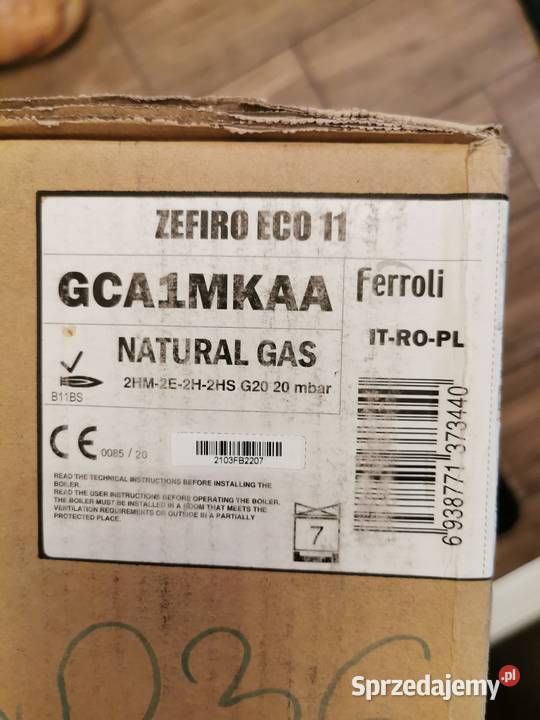 ZEFIRO ECO 11
GCA1MKAA
Ferroli
NATURAL GAS
IT-RO-PL
2HM-2E-2H-2HS G20 20 mbar
B11BS
CE 0085 / 20
2103FB2207
6 938771 373440
READ THE TECHNICAL INSTRUCTIONS BEFORE INSTALLING THE
BOILER.
READ THE USER INSTRUCTIONS BEFORE OPERATING THE BOILER.
THE BOILER MUST BE INSTALLED IN A ROOM THAT MEETS THE
VENTILATION REQUIREMENTS OR OUTSIDE IN A PARTIALLY
PROTECTED PLACE.
7
Sprzedajemy.pl